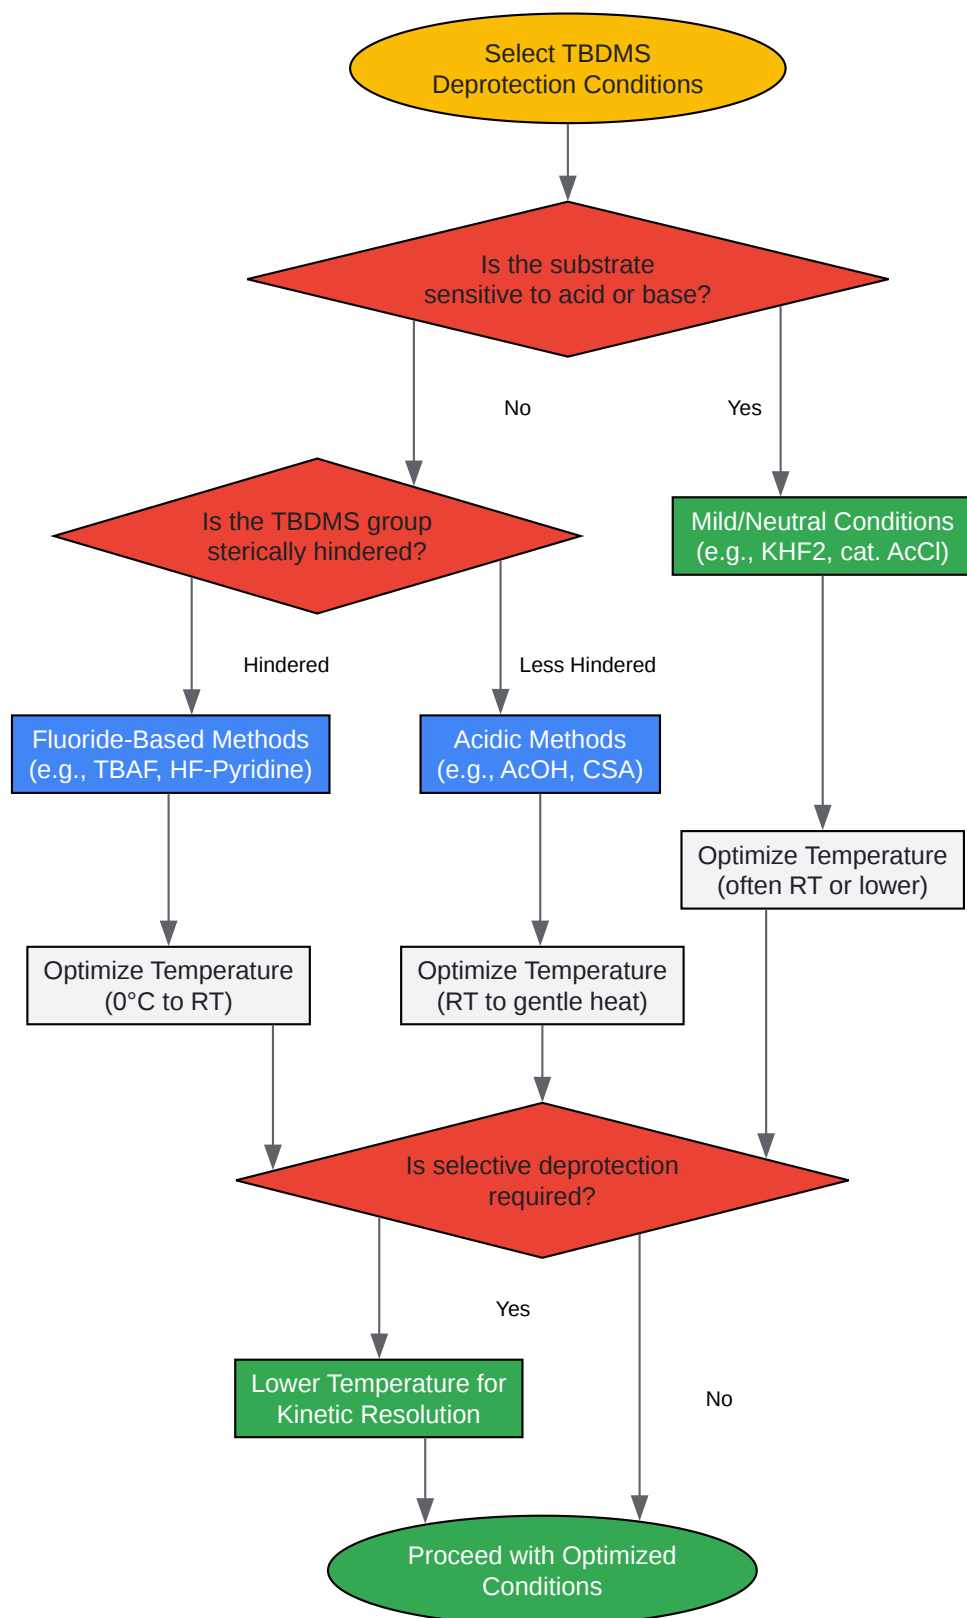 Select TBDMS
Deprotection Conditions
Is the substrate
sensitive to acid or base?
No
Yes
Is the TBDMS group
sterically hindered?
Mild/Neutral Conditions
(e.g., KHF2, cat. AcCl)
Hindered
Less Hindered
Fluoride-Based Methods
(e.g., TBAF, HF-Pyridine)
Acidic Methods
(e.g., AcOH, CSA)
Optimize Temperature
(often RT or lower)
Optimize Temperature
(0°C to RT)
Optimize Temperature
(RT to gentle heat)
Is selective deprotection
required?
Yes
Lower Temperature for
Kinetic Resolution
No
Proceed with Optimized
Conditions